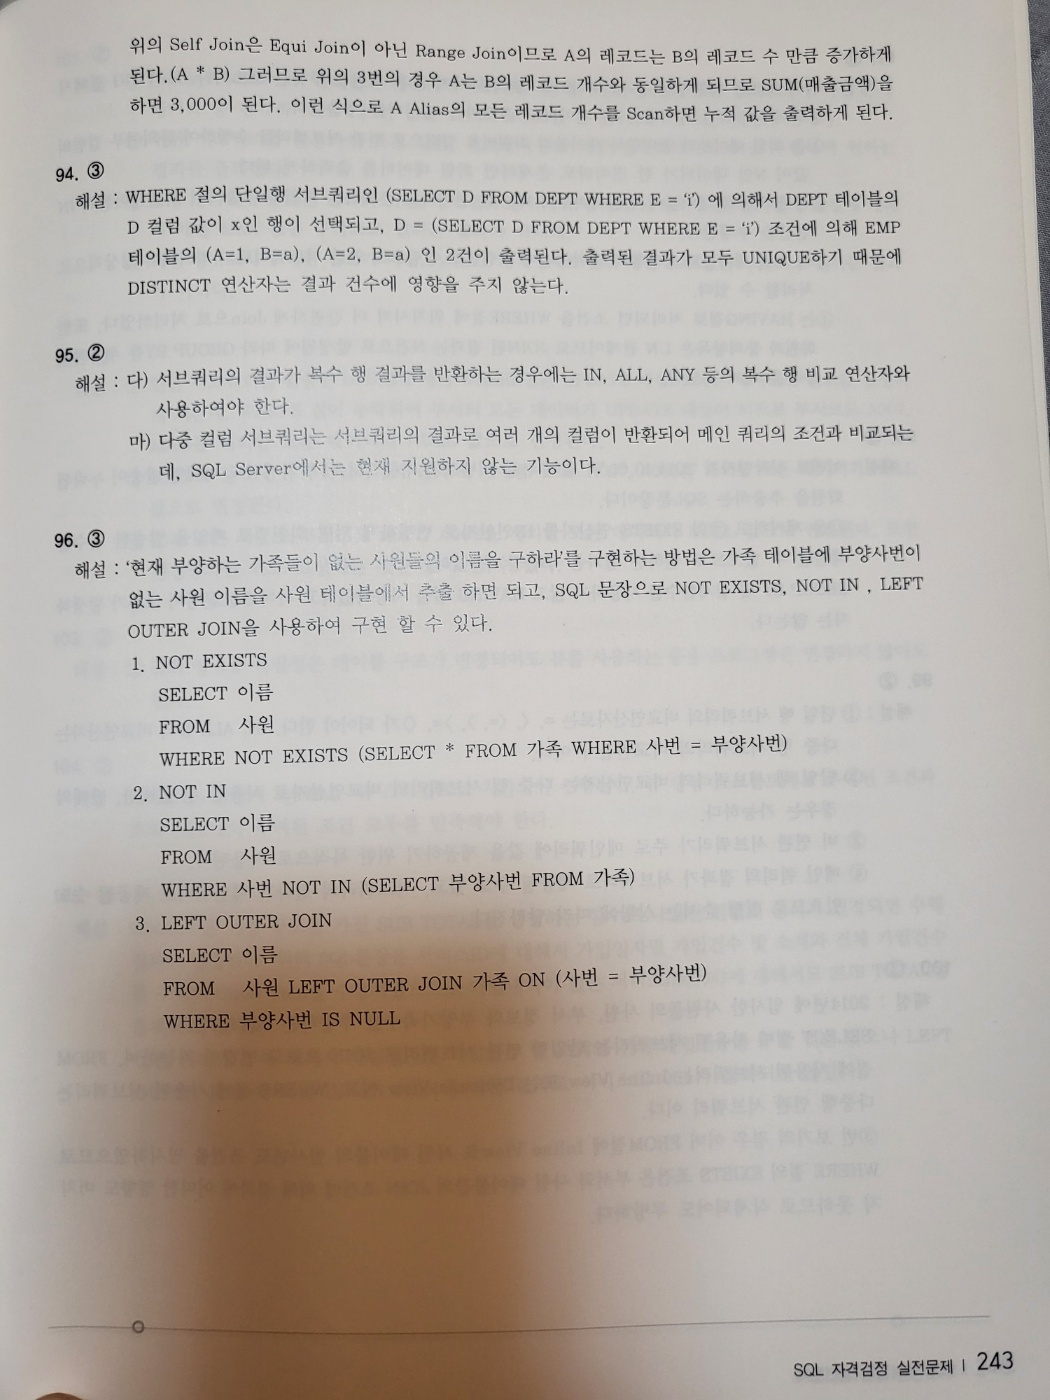 위의 Self Join은 Equi Join이 아닌 Range Join이므로 A의 레코드는 B의 레코드 수 만큼 증가하게
된다.(A * B) 그러므로 위의 3번의 경우 A는 B의 레코드 개수와 동일하게 되므로 SUM(매출금액)을
하면 3,000이 된다. 이런 식으로 A Alias의 모든 레코드 개수를 Scan하면 누적 값을 출력하게 된다.
94. ③
해설 : WHERE 절의 단일행 서브쿼리인 (SELECT D FROM DEPT WHERE E = ‘i’) 에 의해서 DEPT 테이블의
D 컬럼 값이 x인 행이 선택되고, D = (SELECT D FROM DEPT WHERE E = ‘i’) 조건에 의해 EMP
테이블의 (A=1, B=a), (A=2, B=a) 인 2건이 출력된다. 출력된 결과가 모두 UNIQUE하기 때문에
DISTINCT 연산자는 결과 건수에 영향을 주지 않는다.
95. ②
해설 : 다) 서브쿼리의 결과가 복수 행 결과를 반환하는 경우에는 IN, ALL, ANY 등의 복수 행 비교 연산자와
사용하여야 한다.
마) 다중 컬럼 서브쿼리는 서브쿼리의 결과로 여러 개의 컬럼이 반환되어 메인 쿼리의 조건과 비교되는
데, SQL Server에서는 현재 지원하지 않는 기능이다.
96. ③
해설 : ‘현재 부양하는 가족들이 없는 사원들의 이름을 구하라’를 구현하는 방법은 가족 테이블에 부양사번이
없는 사원 이름을 사원 테이블에서 추출 하면 되고, SQL 문장으로 NOT EXISTS, NOT IN , LEFT
OUTER JOIN을 사용하여 구현 할 수 있다.
1. NOT EXISTS
SELECT 이름
FROM 사원
WHERE NOT EXISTS (SELECT * FROM 가족 WHERE 사번 = 부양사번)
2. NOT IN
SELECT 이름
FROM 사원
WHERE 사번 NOT IN (SELECT 부양사번 FROM 가족)
3. LEFT OUTER JOIN
SELECT 이름
FROM 사원 LEFT OUTER JOIN 가족 ON (사번 = 부양사번)
WHERE 부양사번 IS NULL
SQL 자격검정 실전문제 | 243